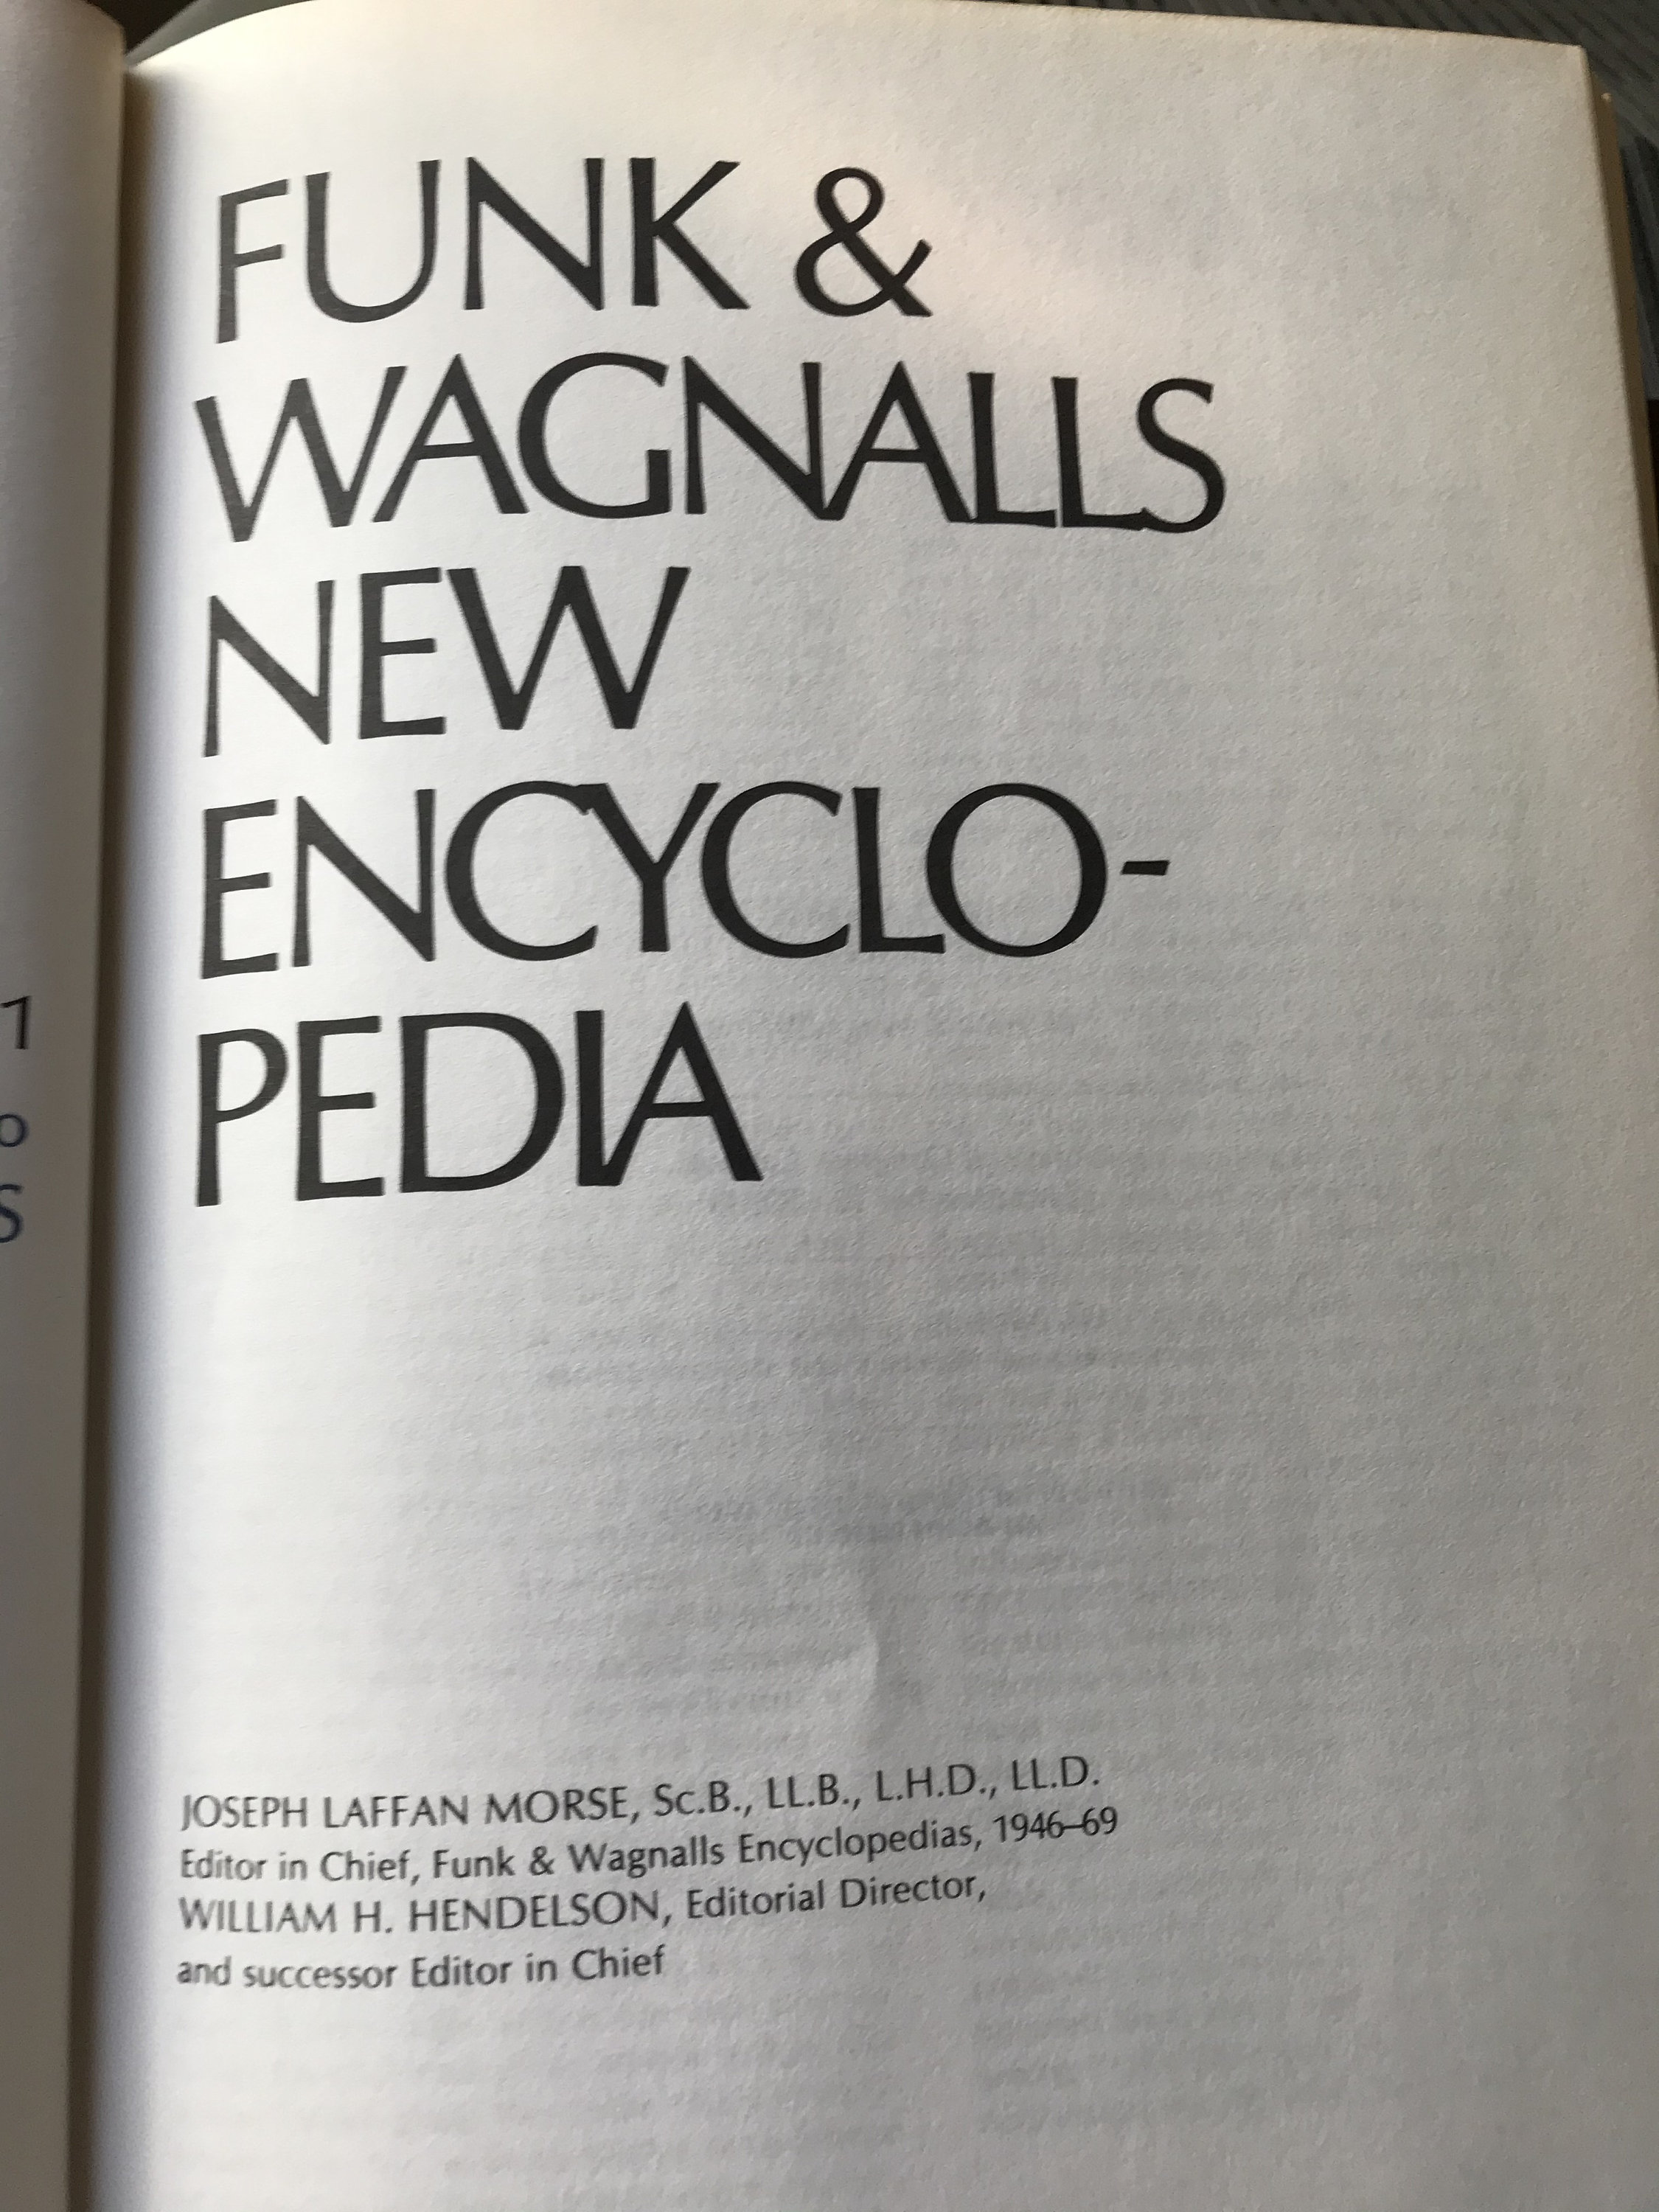 FUNK &
WAGNALLS
NEW
ENCYCLO-
PEDIA
JOSEPH LAFFAN MORSE, Sc.B., LL.B., L.H.D., LL.D.
Editor in Chief, Funk & Wagnalls Encyclopedias, 1946–69
WILLIAM H. HENDELSON, Editorial Director,
and successor Editor in Chief